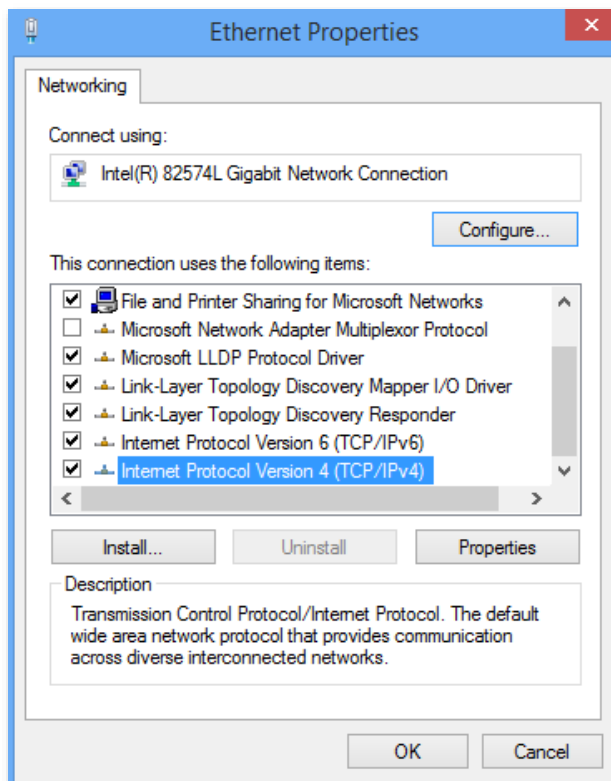 Ethernet Properties
Networking
Connect using:
Intel(R) 82574L Gigabit Network Connection
Configure...
This connection uses the following items:
File and Printer Sharing for Microsoft Networks
Microsoft Network Adapter Multiplexor Protocol
Microsoft LLDP Protocol Driver
Link-Layer Topology Discovery Mapper I/O Driver
Link-Layer Topology Discovery Responder
Internet Protocol Version 6 (TCP/IPv6)
Internet Protocol Version 4 (TCP/IPv4)
Install... Uninstall Properties
Description
Transmission Control Protocol/Internet Protocol. The default
wide area network protocol that provides communication
across diverse interconnected networks.
OK Cancel